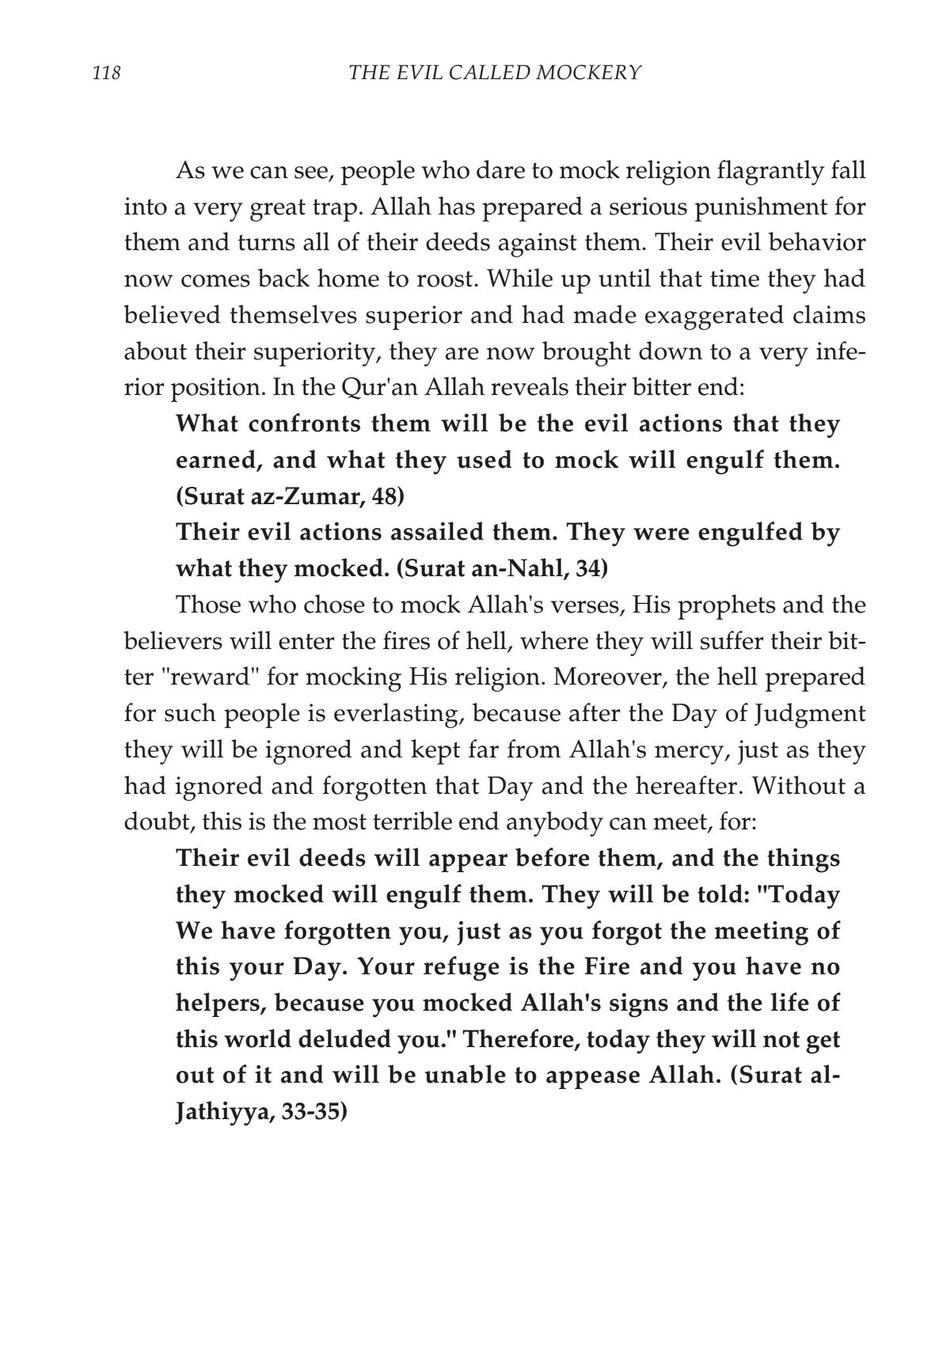 118
THE EVIL CALLED MOCKERY
As we can see, people who dare to mock religion flagrantly fall
into a very great trap. Allah has prepared a serious punishment for
them and turns all of their deeds against them. Their evil behavior
now comes back home to roost. While up until that time they had
believed themselves superior and had made exaggerated claims
about their superiority, they are now brought down to a very infe-
rior position. In the Qur'an Allah reveals their bitter end:
What confronts them will be the evil actions that they
earned, and what they used to mock will engulf them.
(Surat az-Zumar, 48)
Their evil actions assailed them. They were engulfed by
what they mocked. (Surat an-Nahl, 34)
Those who chose to mock Allah's verses, His prophets and the
believers will enter the fires of hell, where they will suffer their bit-
ter "reward" for mocking His religion. Moreover, the hell prepared
for such people is everlasting, because after the Day of Judgment
they will be ignored and kept far from Allah's mercy, just as they
had ignored and forgotten that Day and the hereafter. Without a
doubt, this is the most terrible end anybody can meet, for:
Their evil deeds will appear before them, and the things
they mocked will engulf them. They will be told: "Today
We have forgotten you, just as you forgot the meeting of
this your Day. Your refuge is the Fire and you have no
helpers, because you mocked Allah's signs and the life of
this world deluded you." Therefore, today they will not get
out of it and will be unable to appease Allah. (Surat al-
Jathiyya, 33-35)